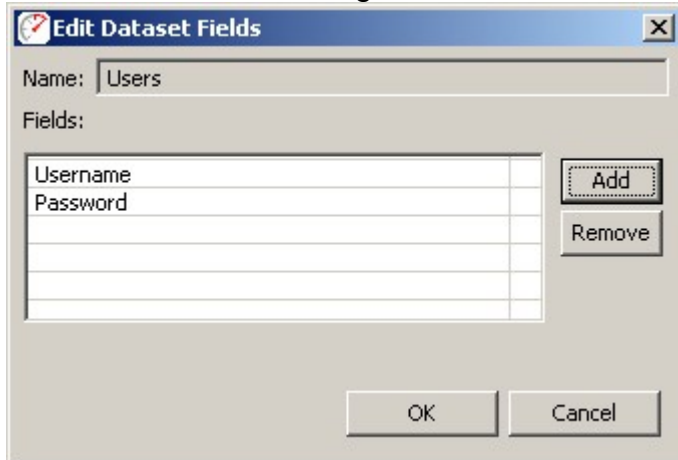 Edit Dataset Fields
Name: Users
Fields:
Username
Password
Add
Remove
OK Cancel